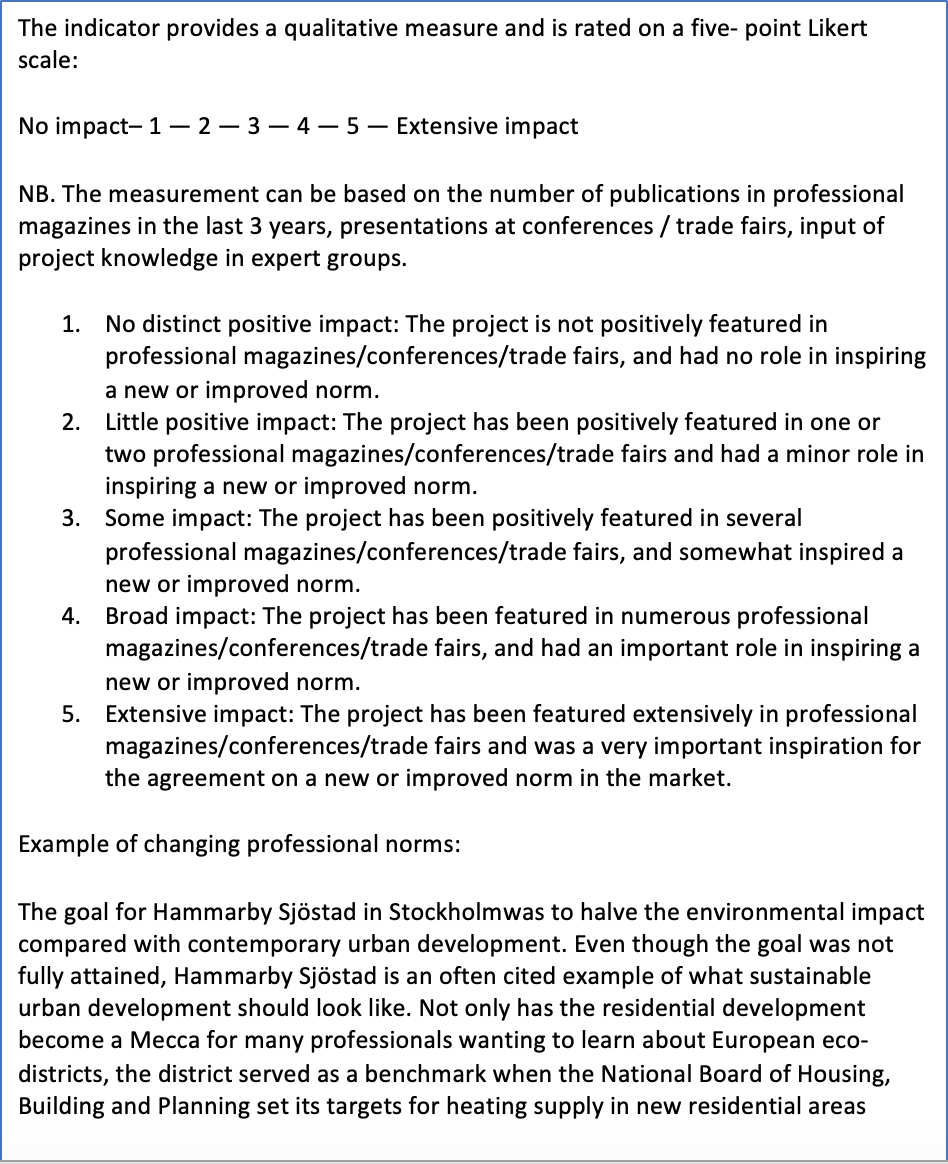 The indicator provides a qualitative measure and is rated on a five- point Likert
scale:
No impact– 1 — 2 — 3 — 4 — 5 — Extensive impact
NB. The measurement can be based on the number of publications in professional
magazines in the last 3 years, presentations at conferences / trade fairs, input of
project knowledge in expert groups.
1. No distinct positive impact: The project is not positively featured in
professional magazines/conferences/trade fairs, and had no role in inspiring
a new or improved norm.
2. Little positive impact: The project has been positively featured in one or
two professional magazines/conferences/trade fairs and had a minor role in
inspiring a new or improved norm.
3. Some impact: The project has been positively featured in several
professional magazines/conferences/trade fairs, and somewhat inspired a
new or improved norm.
4. Broad impact: The project has been featured in numerous professional
magazines/conferences/trade fairs, and had an important role in inspiring a
new or improved norm.
5. Extensive impact: The project has been featured extensively in professional
magazines/conferences/trade fairs and was a very important inspiration for
the agreement on a new or improved norm in the market.
Example of changing professional norms:
The goal for Hammarby Sjöstad in Stockholmwas to halve the environmental impact
compared with contemporary urban development. Even though the goal was not
fully attained, Hammarby Sjöstad is an often cited example of what sustainable
urban development should look like. Not only has the residential development
become a Mecca for many professionals wanting to learn about European eco-
districts, the district served as a benchmark when the National Board of Housing,
Building and Planning set its targets for heating supply in new residential areas